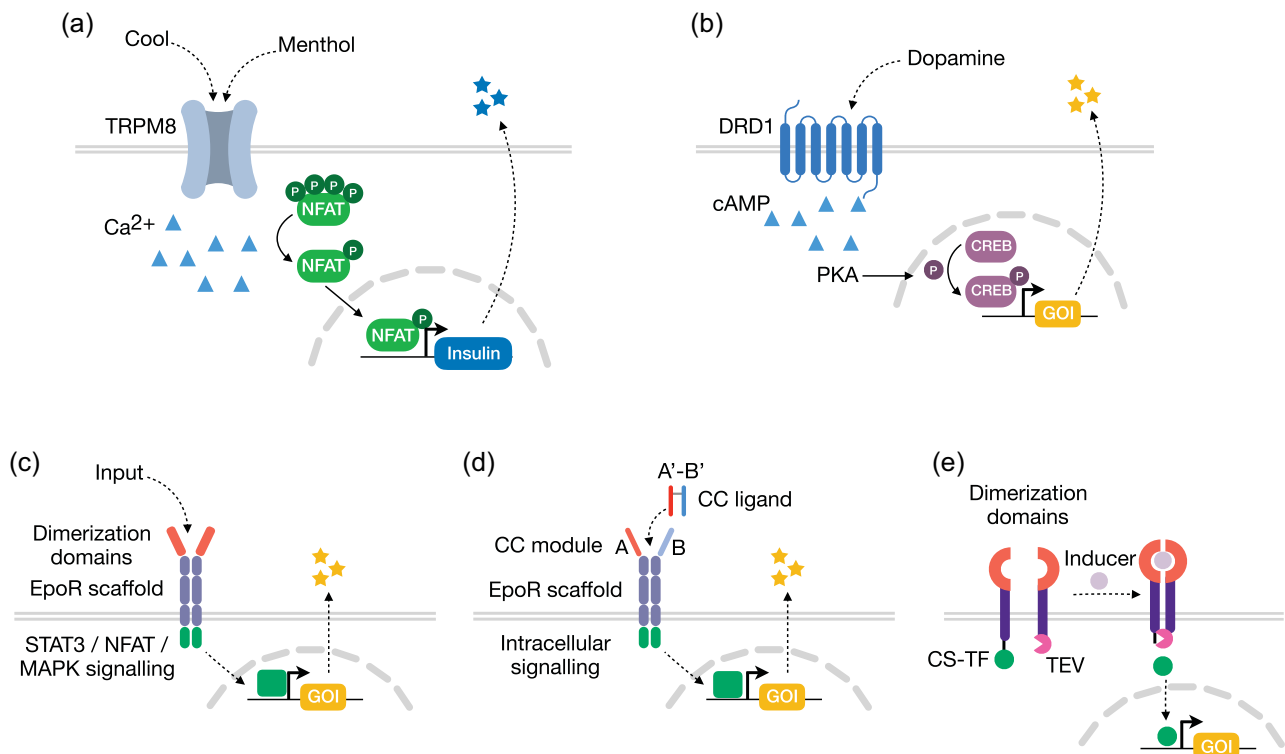 (a)
Cool
Menthol
TRPM8
Ca2+
P P P P
NFAT
P
NFAT
P
NFAT
Insulin
(b)
Dopamine
DRD1
cAMP
PKA
P
CREB
P
CREB
GOI
(c)
Input
Dimerization
domains
EpoR scaffold
STAT3 / NFAT /
MAPK signalling
GOI
(d)
A'-B'
CC ligand
CC module
A
B
EpoR scaffold
Intracellular
signalling
GOI
(e)
Dimerization
domains
Inducer
CS-TF
TEV
GOI